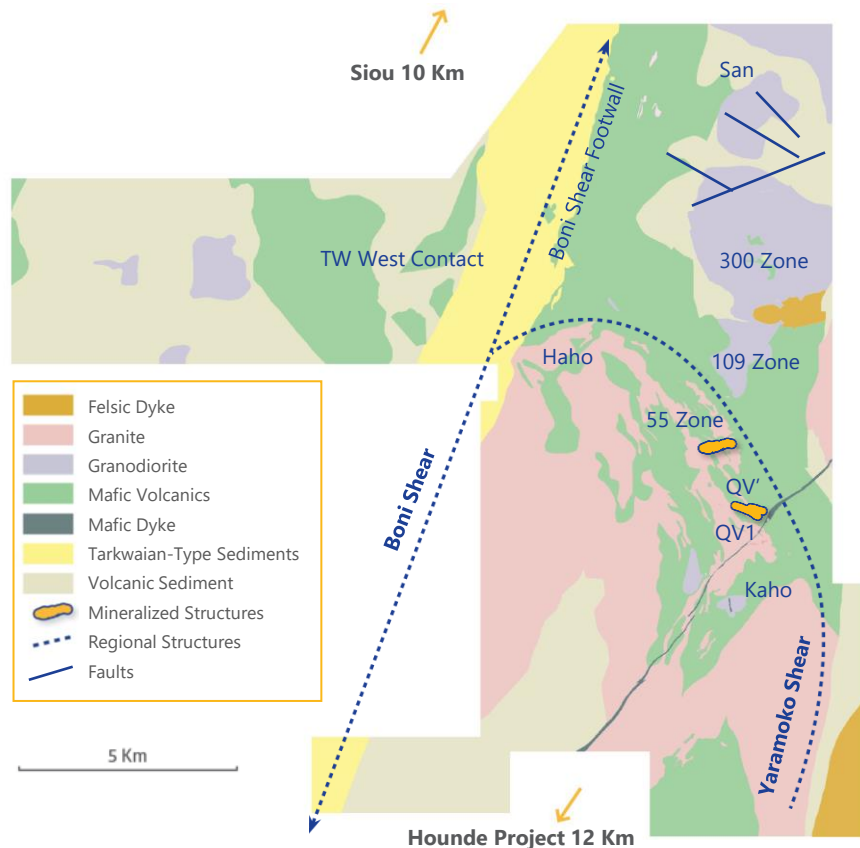 Siou 10 Km
San
Boni Shear Footwall
TW West Contact
300 Zone
Haho
109 Zone
55 Zone
Boni Shear
QV’
QV1
Kaho
Yaramoko Shear
Felsic Dyke
Granite
Granodiorite
Mafic Volcanics
Mafic Dyke
Tarkwaian-Type Sediments
Volcanic Sediment
Mineralized Structures
Regional Structures
Faults
5 Km
Hounde Project 12 Km